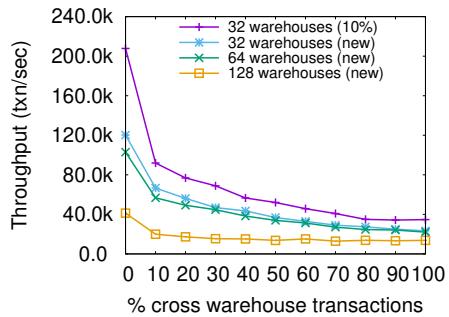 240.0k
200.0k
160.0k
120.0k
80.0k
40.0k
0.0
Throughput (txn/sec)
32 warehouses (10%)
32 warehouses (new)
64 warehouses (new)
128 warehouses (new)
0 10 20 30 40 50 60 70 80 90 100
% cross warehouse transactions